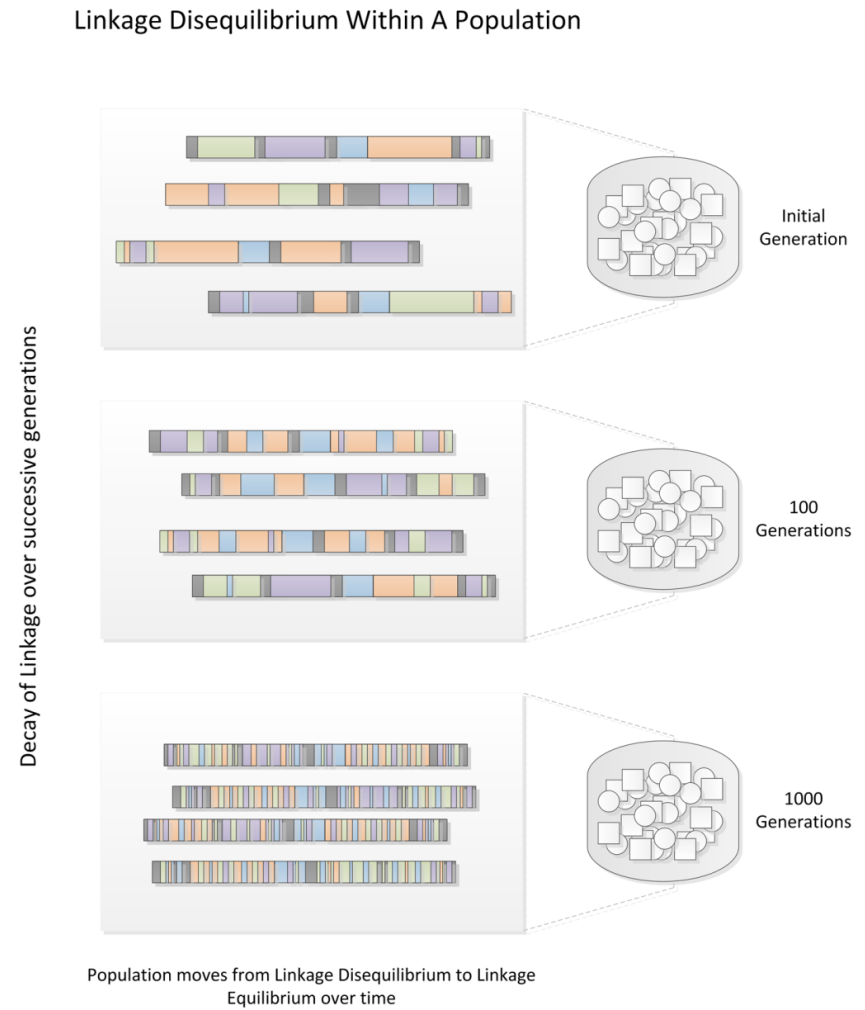 Linkage Disequilibrium Within A Population
Decay of Linkage over successive generations
Initial
Generation
100
Generations
1000
Generations
Population moves from Linkage Disequilibrium to Linkage
Equilibrium over time